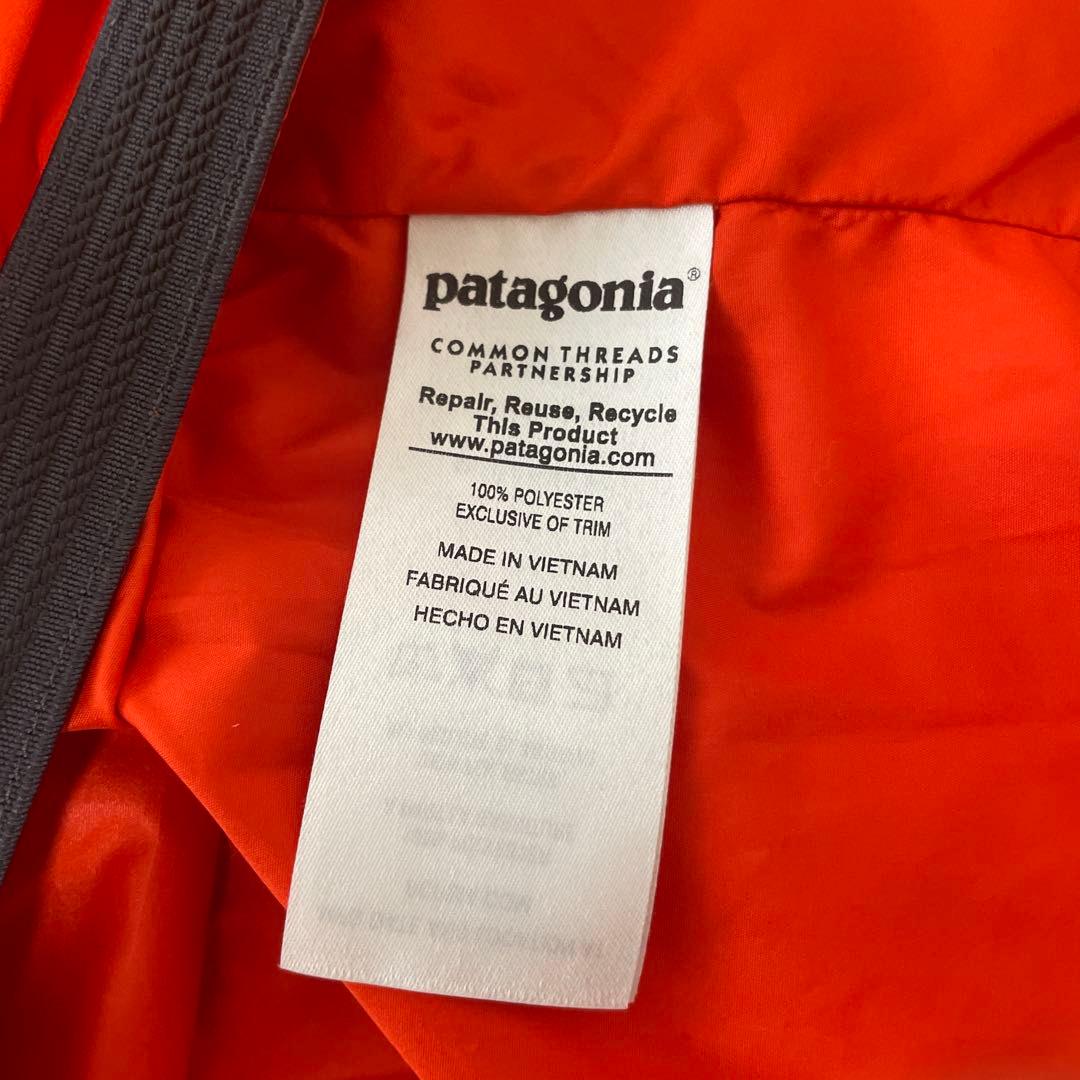 patagonia®
COMMON THREADS
PARTNERSHIP
Repair, Reuse, Recycle
This Product
www.patagonia.com
100% POLYESTER
EXCLUSIVE OF TRIM
MADE IN VIETNAM
FABRIQUÉ AU VIETNAM
HECHO EN VIETNAM